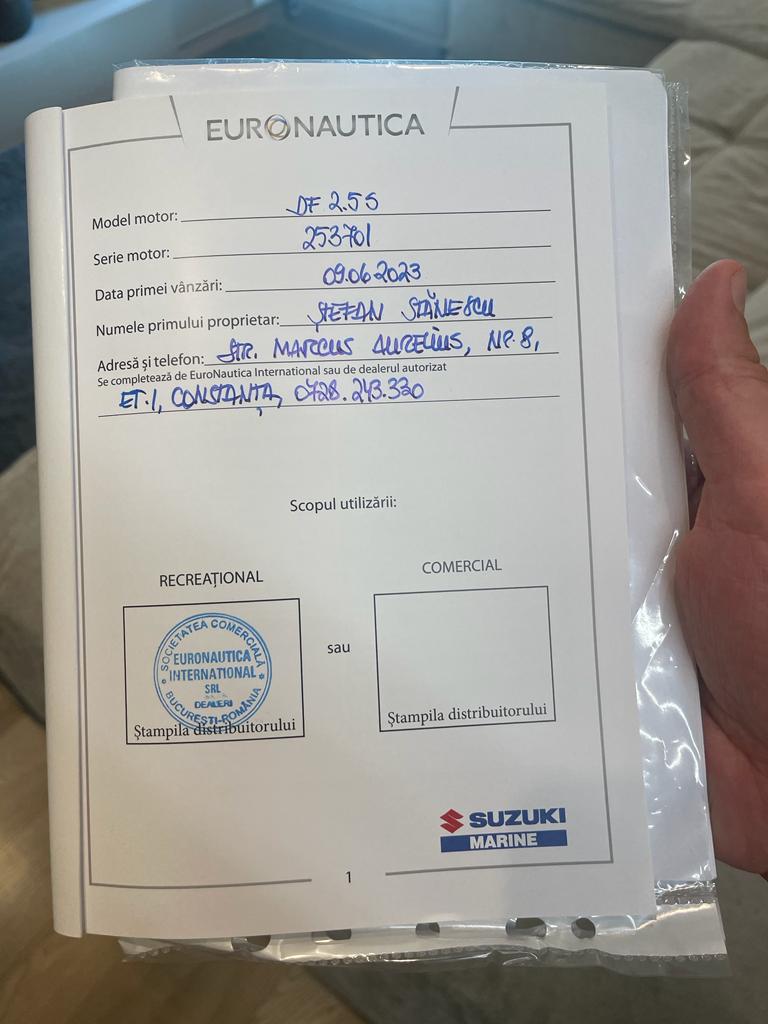 EURONAUTICA
Model motor: DF 2.5 S
Serie motor: 253701
Data primei vânzări: 09.06.2023
Numele primului proprietar: ȘTEFAN STĂNESCU
Adresă și telefon: STR. MARCUS AURELIUS, NR. 8,
Se completează de EuroNautica International sau de dealerul autorizat
ET.1, CONSTANȚA, 0728.243.330
Scopul utilizării:
RECREAȚIONAL
COMERCIAL
SOCIETATEA COMERCIALĂ
EURONAUTICA
INTERNATIONAL
SRL
DEALERI
BUCUREȘTI-ROMÂNIA
Ștampila distribuitorului
sau
Ștampila distribuitorului
SUZUKI
MARINE
1